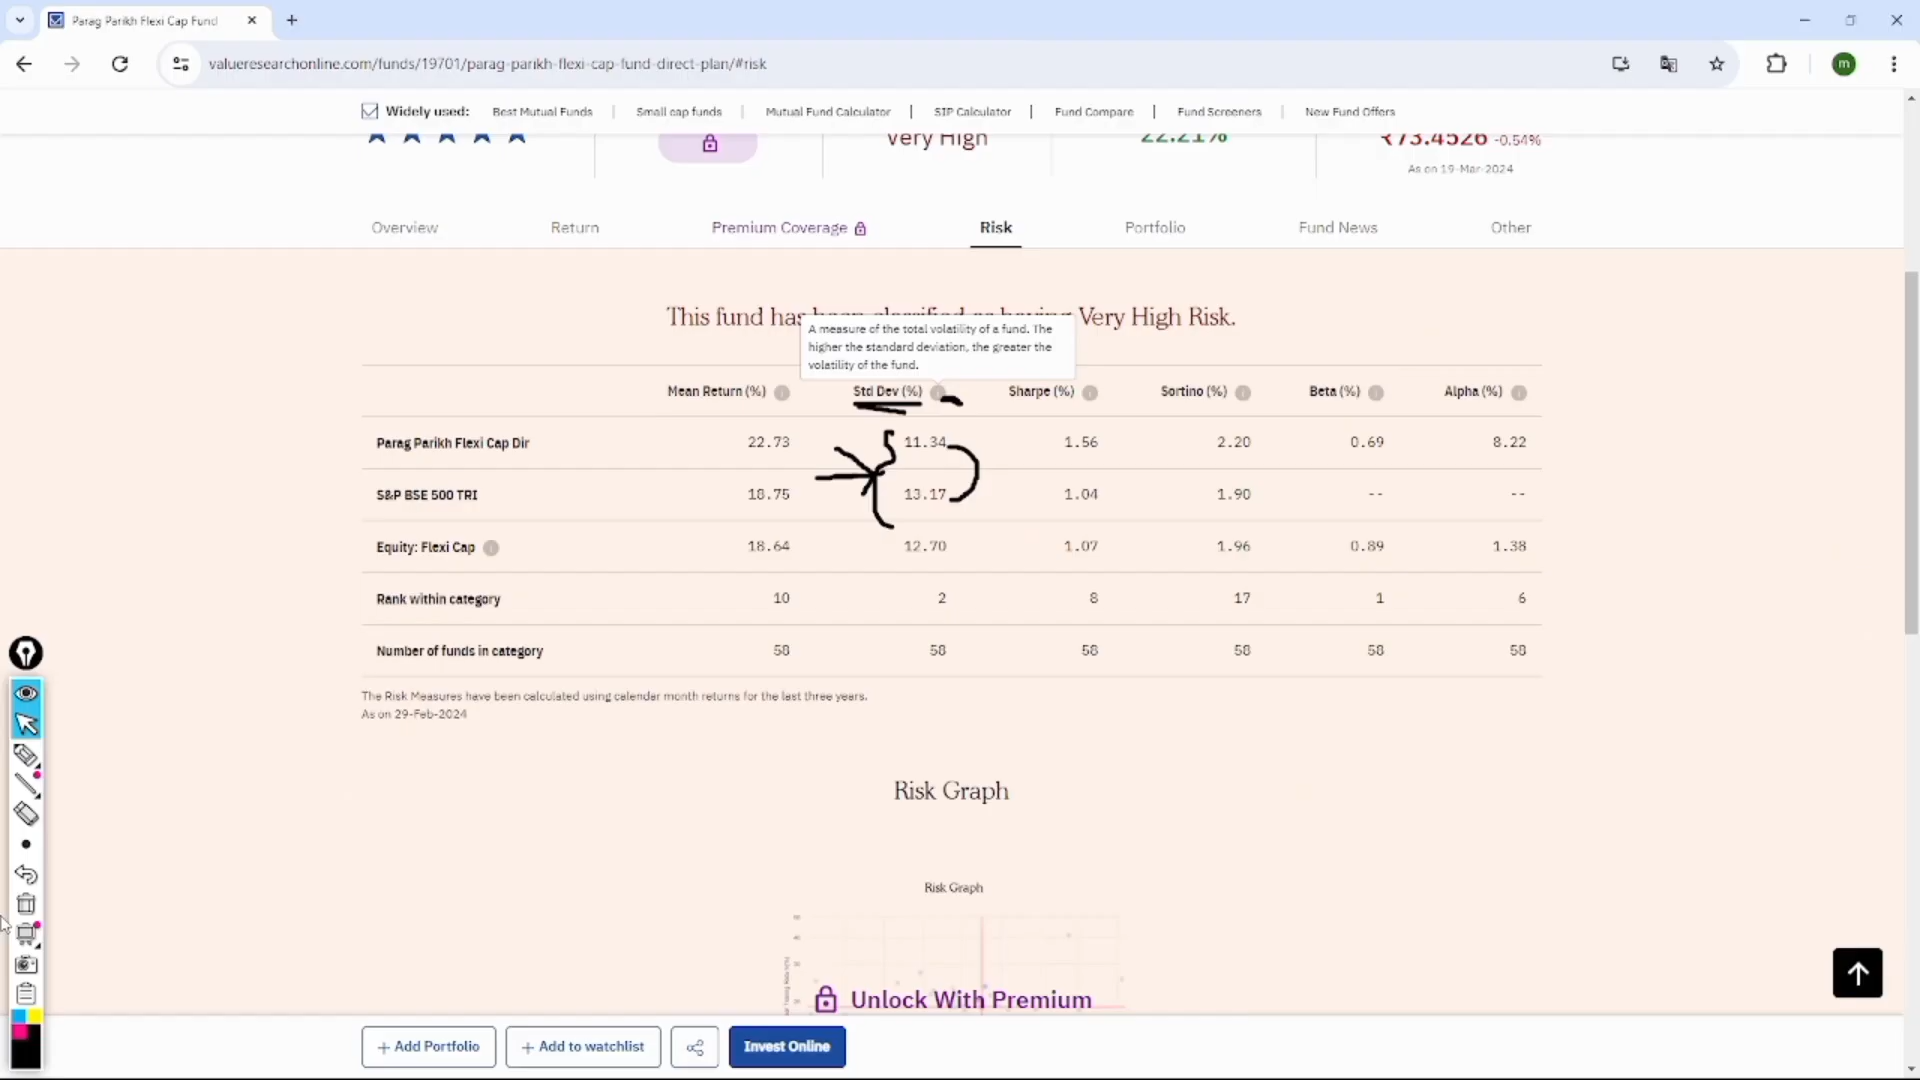 Parag Parikh Flexi Cap Fund
valueresearchonline.com/funds/19701/parag-parikh-flexi-cap-fund-direct-plan/#risk
m
Widely used: Best Mutual Funds | Small cap funds | Mutual Fund Calculator | SIP Calculator | Fund Compare | Fund Screeners | New Fund Offers
Very High 22.21% ₹73.4526 -0.54%
As on 19-Mar-2024
Overview Return Premium Coverage Risk Portfolio Fund News Other
This fund has been classified as having Very High Risk.
A measure of the total volatility of a fund. The
higher the standard deviation, the greater the
volatility of the fund.
Mean Return (%) Std Dev (%) Sharpe (%) Sortino (%) Beta (%) Alpha (%)
Parag Parikh Flexi Cap Dir 22.73 11.34 1.56 2.20 0.69 8.22
S&P BSE 500 TRI 18.75 13.17 1.04 1.90 -- --
Equity: Flexi Cap 18.64 12.70 1.07 1.96 0.89 1.38
Rank within category 10 2 8 17 1 6
Number of funds in category 58 58 58 58 58 58
The Risk Measures have been calculated using calendar month returns for the last three years.
As on 29-Feb-2024
Risk Graph
Risk Graph
Unlock With Premium
+ Add Portfolio + Add to watchlist Invest Online